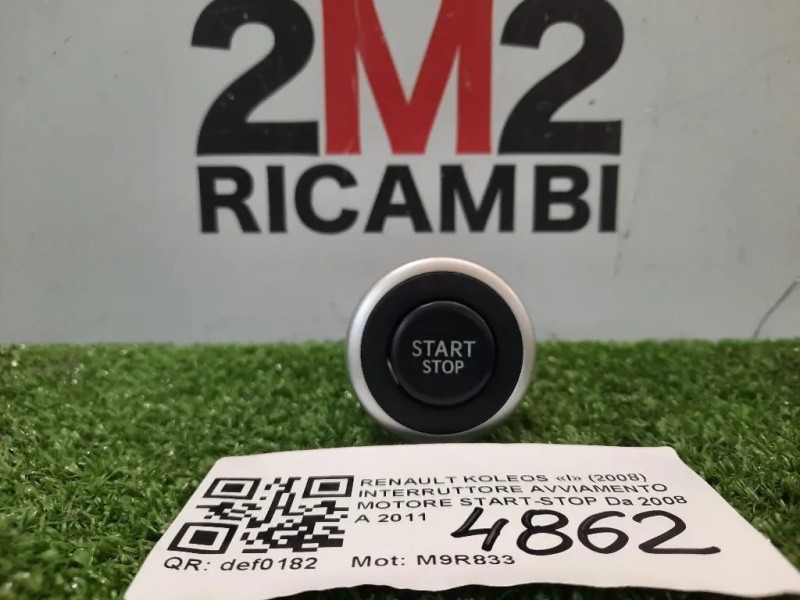 2M2
RICAMBI
START
STOP
RENAULT KOLEOS «I» (2008)
INTERRUTTORE AVVIAMENTO
MOTORE START-STOP Da 2008
A 2011
4862
QR: def0182 Mot: M9R833